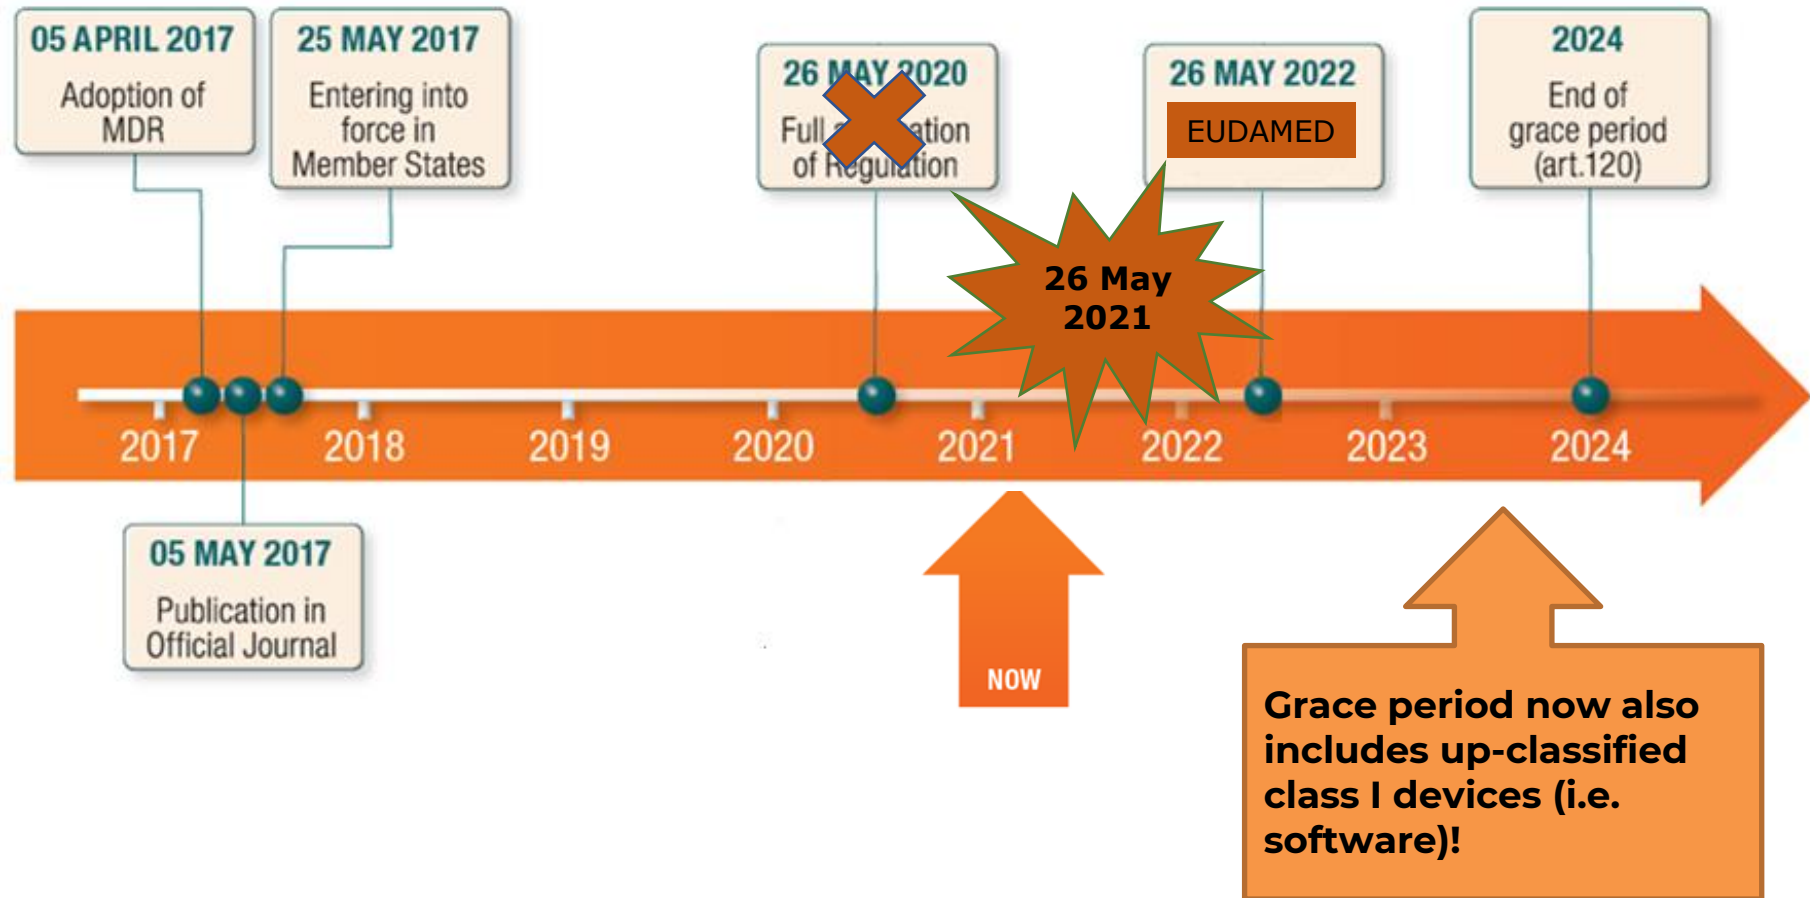 05 APRIL 2017
Adoption of
MDR
25 MAY 2017
Entering into
force in
Member States
26 MAY 2020
Full ation
of Regulation
26 MAY 2022
EUDAMED
2024
End of
grace period
(art.120)
26 May
2021
2017
2018
2019
2020
2021
2022
2023
2024
05 MAY 2017
Publication in
Official Journal
NOW
Grace period now also
includes up-classified
class I devices (i.e.
software)!